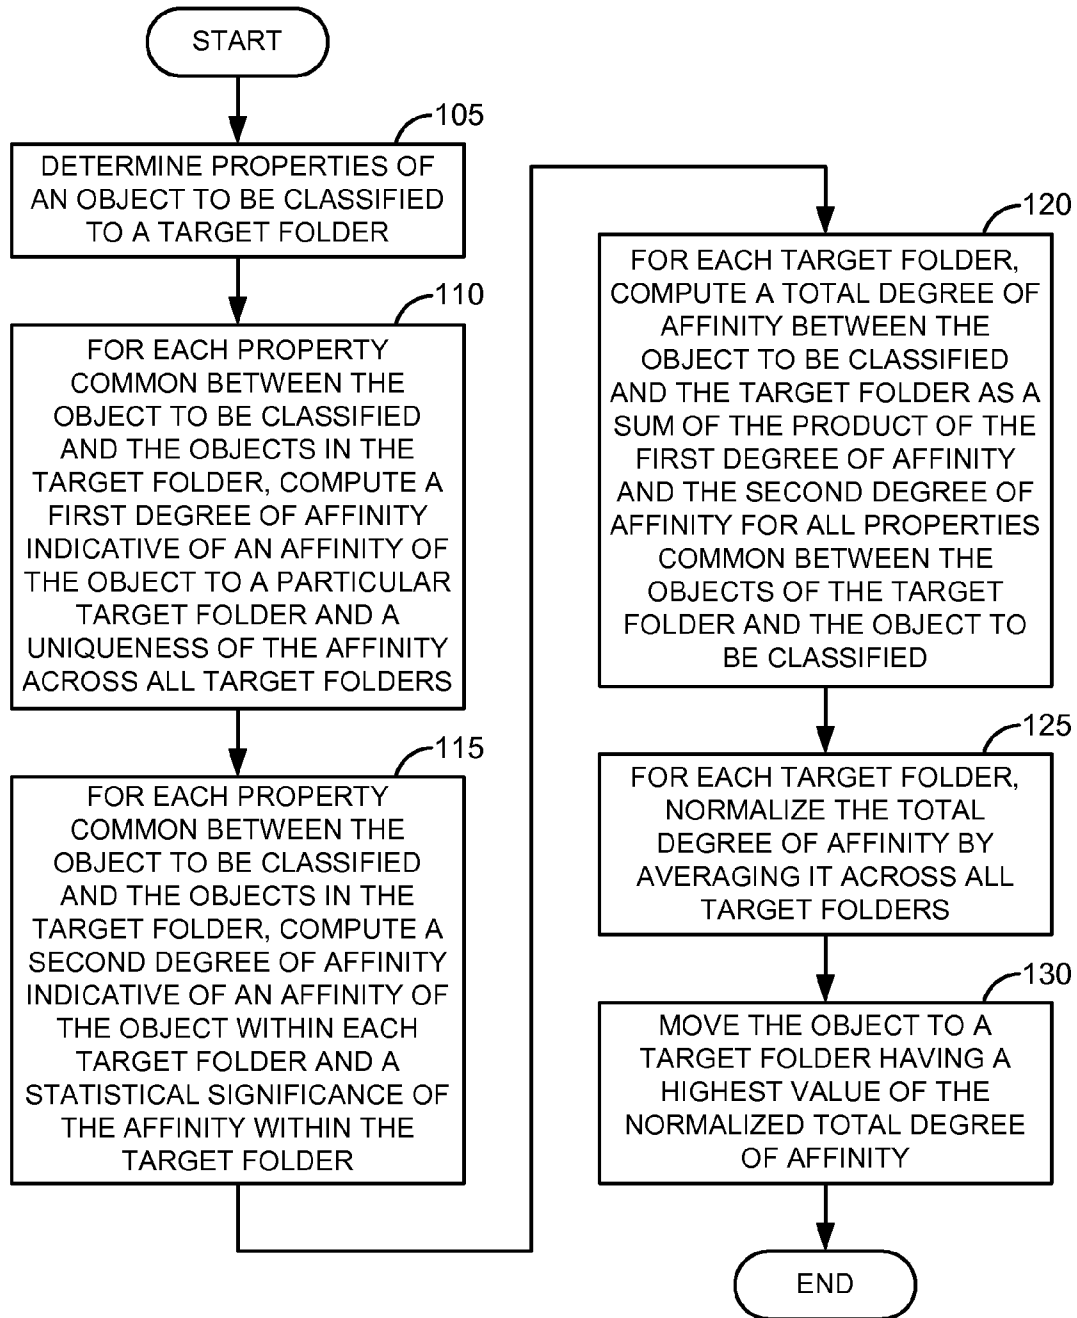 START
105
DETERMINE PROPERTIES OF
AN OBJECT TO BE CLASSIFIED
TO A TARGET FOLDER
110
FOR EACH PROPERTY
COMMON BETWEEN THE
OBJECT TO BE CLASSIFIED
AND THE OBJECTS IN THE
TARGET FOLDER, COMPUTE A
FIRST DEGREE OF AFFINITY
INDICATIVE OF AN AFFINITY OF
THE OBJECT TO A PARTICULAR
TARGET FOLDER AND A
UNIQUENESS OF THE AFFINITY
ACROSS ALL TARGET FOLDERS
115
FOR EACH PROPERTY
COMMON BETWEEN THE
OBJECT TO BE CLASSIFIED
AND THE OBJECTS IN THE
TARGET FOLDER, COMPUTE A
SECOND DEGREE OF AFFINITY
INDICATIVE OF AN AFFINITY OF
THE OBJECT WITHIN EACH
TARGET FOLDER AND A
STATISTICAL SIGNIFICANCE OF
THE AFFINITY WITHIN THE
TARGET FOLDER
120
FOR EACH TARGET FOLDER,
COMPUTE A TOTAL DEGREE OF
AFFINITY BETWEEN THE
OBJECT TO BE CLASSIFIED
AND THE TARGET FOLDER AS A
SUM OF THE PRODUCT OF THE
FIRST DEGREE OF AFFINITY
AND THE SECOND DEGREE OF
AFFINITY FOR ALL PROPERTIES
COMMON BETWEEN THE
OBJECTS OF THE TARGET
FOLDER AND THE OBJECT TO
BE CLASSIFIED
125
FOR EACH TARGET FOLDER,
NORMALIZE THE TOTAL
DEGREE OF AFFINITY BY
AVERAGING IT ACROSS ALL
TARGET FOLDERS
130
MOVE THE OBJECT TO A
TARGET FOLDER HAVING A
HIGHEST VALUE OF THE
NORMALIZED TOTAL DEGREE
OF AFFINITY
END